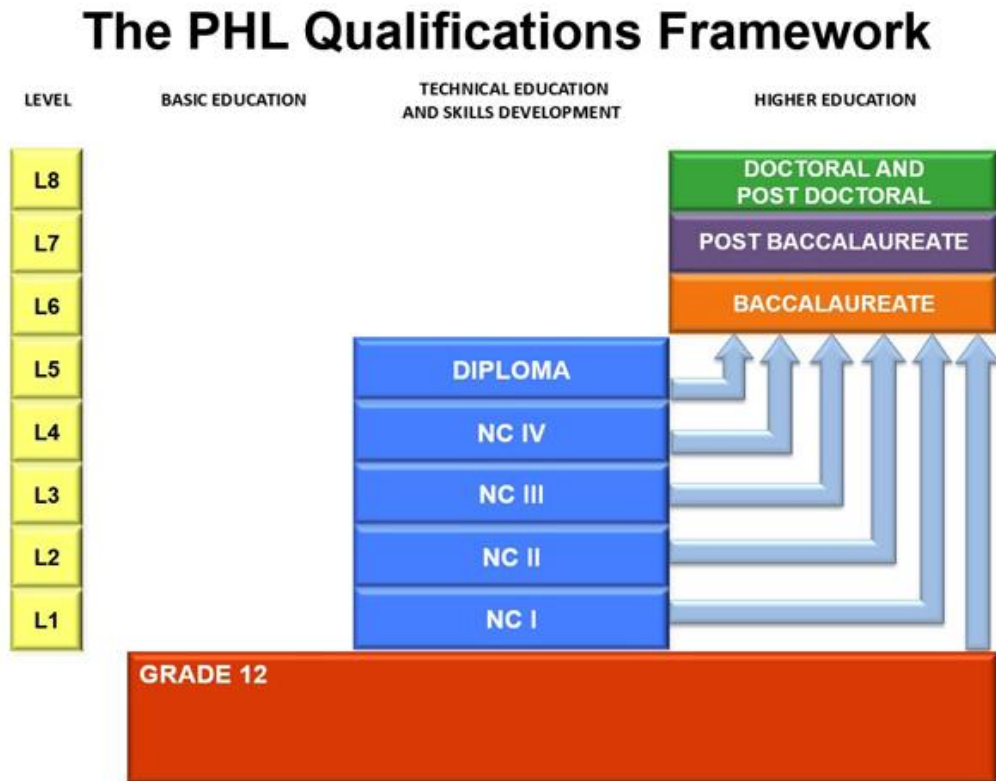 The PHL Qualifications Framework
LEVEL
BASIC EDUCATION
TECHNICAL EDUCATION
AND SKILLS DEVELOPMENT
HIGHER EDUCATION
L8
DOCTORAL AND
POST DOCTORAL
L7
POST BACCALAUREATE
L6
BACCALAUREATE
L5
DIPLOMA
L4
NC IV
L3
NC III
L2
NC II
L1
NC I
GRADE 12